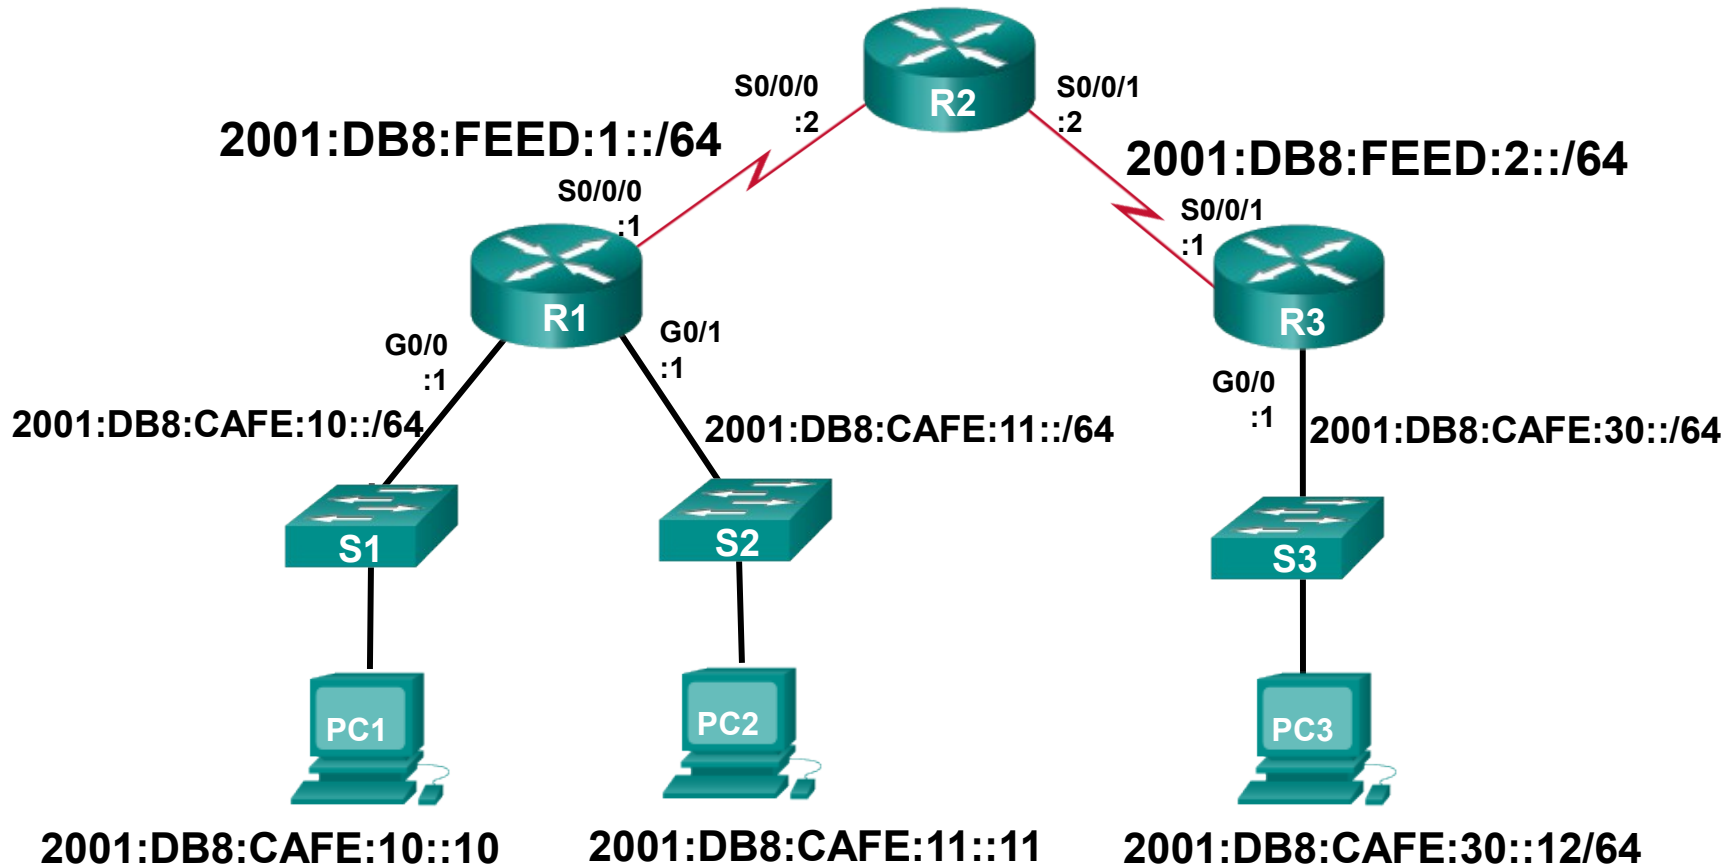 R2
S0/0/0
:2
S0/0/1
:2
2001:DB8:FEED:1::/64
2001:DB8:FEED:2::/64
S0/0/0
:1
S0/0/1
:1
R1
R3
G0/0
:1
G0/1
:1
G0/0
:1
2001:DB8:CAFE:10::/64
2001:DB8:CAFE:11::/64
2001:DB8:CAFE:30::/64
S1
S2
S3
PC1
PC2
PC3
2001:DB8:CAFE:10::10
2001:DB8:CAFE:11::11
2001:DB8:CAFE:30::12/64